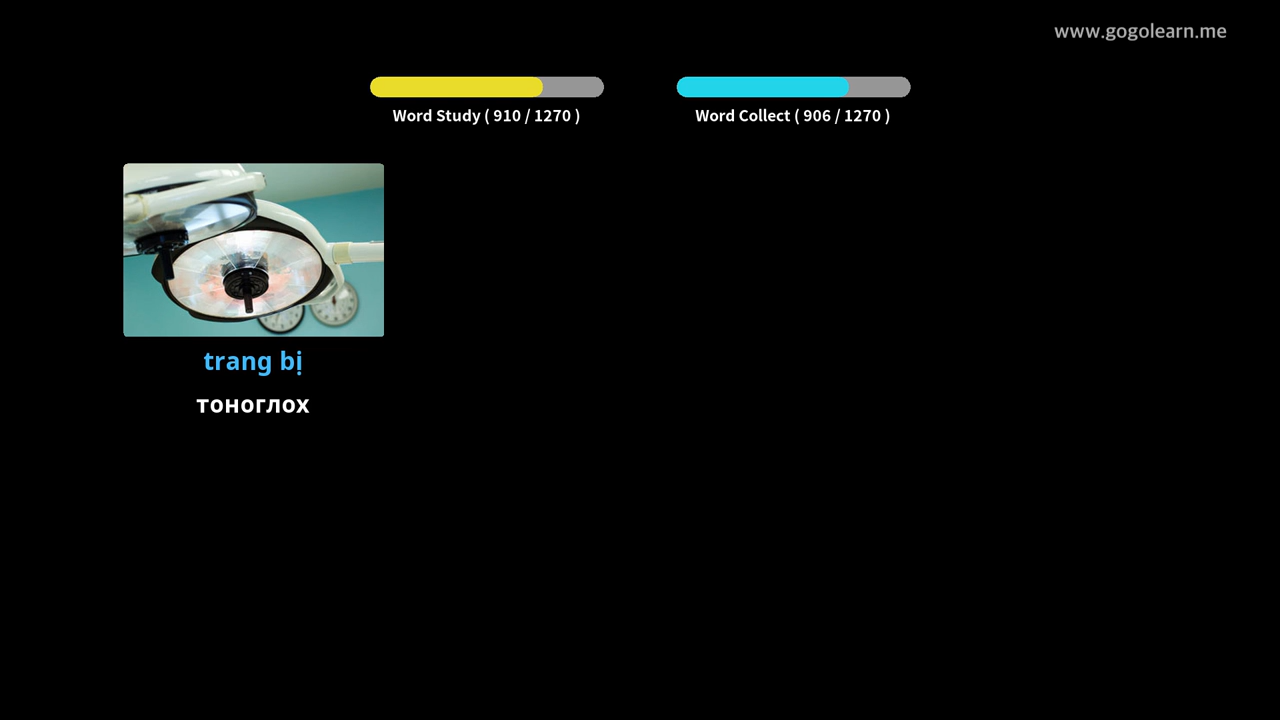 www.gogolearn.me
Word Study ( 910 / 1270 )
Word Collect ( 906 / 1270 )
trang bị
тоноглох